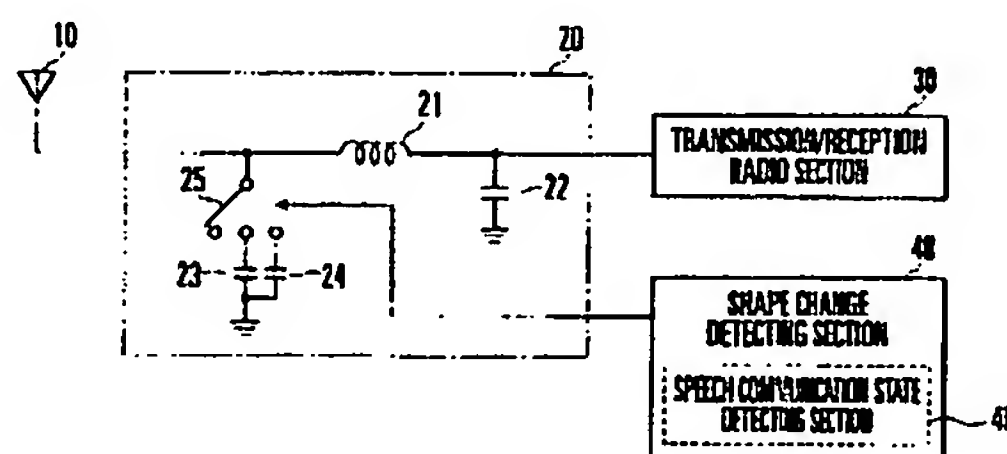 10
20
21
30
TRANSMISSION/RECEPTION
RADIO SECTION
25
22
23
24
SHAPE CHANGE
DETECTING SECTION
SPEECH COMMUNICATION STATE
DETECTING SECTION